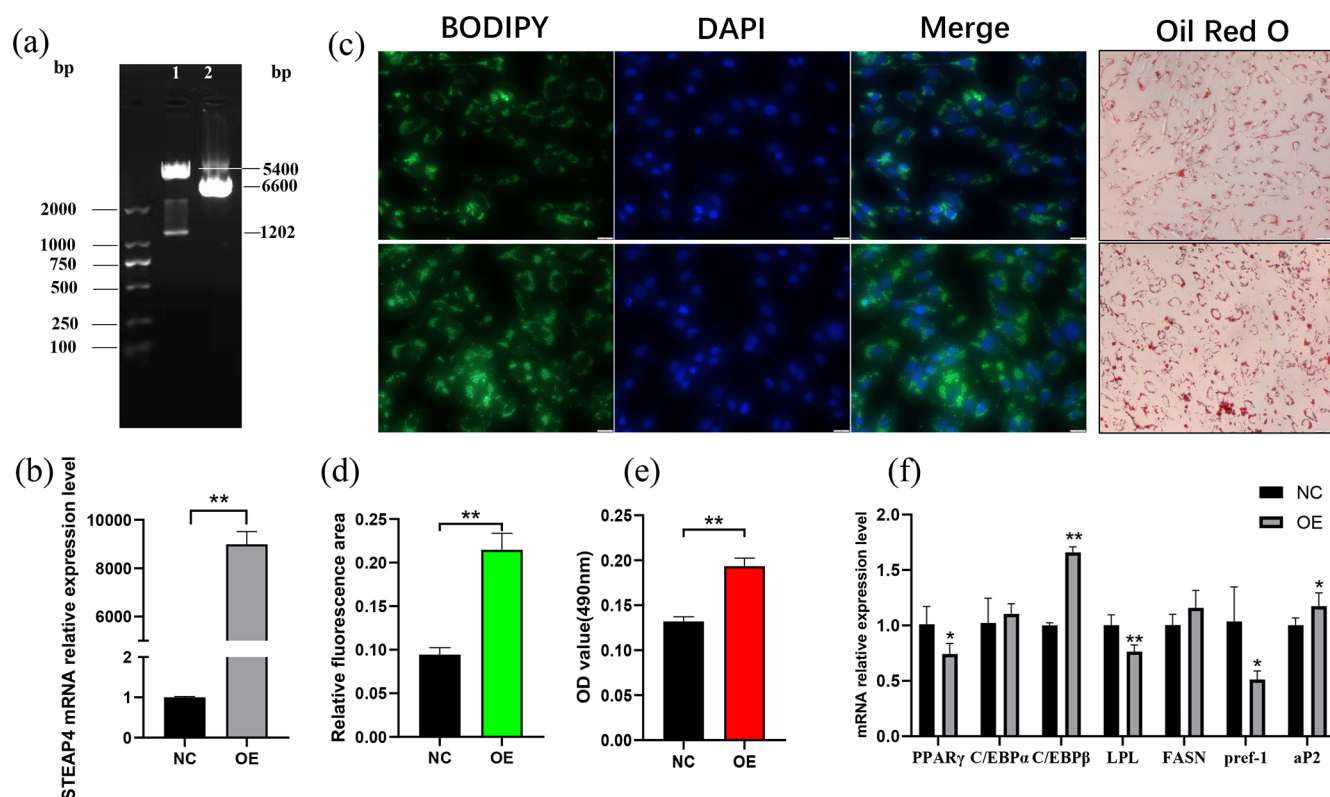 (a)
bp
1 2
bp
5400
6600
2000
1202
1000
750
500
250
100
(c)
BODIPY
DAPI
Merge
Oil Red O
(b)
STEAP4 mRNA relative expression level
10000
8000
6000
2
1
0
**
NC
OE
(d)
Relative fluorescence area
0.25
0.20
0.15
0.10
0.05
0.00
**
NC
OE
(e)
OD value(490nm)
0.25
0.20
0.15
0.10
0.05
0.00
**
NC
OE
(f)
NC
OE
mRNA relative expression level
2.0
1.5
1.0
0.5
0.0
*
**
**
*
*
PPARγ C/EBPα C/EBPβ LPL FASN pref-1 aP2